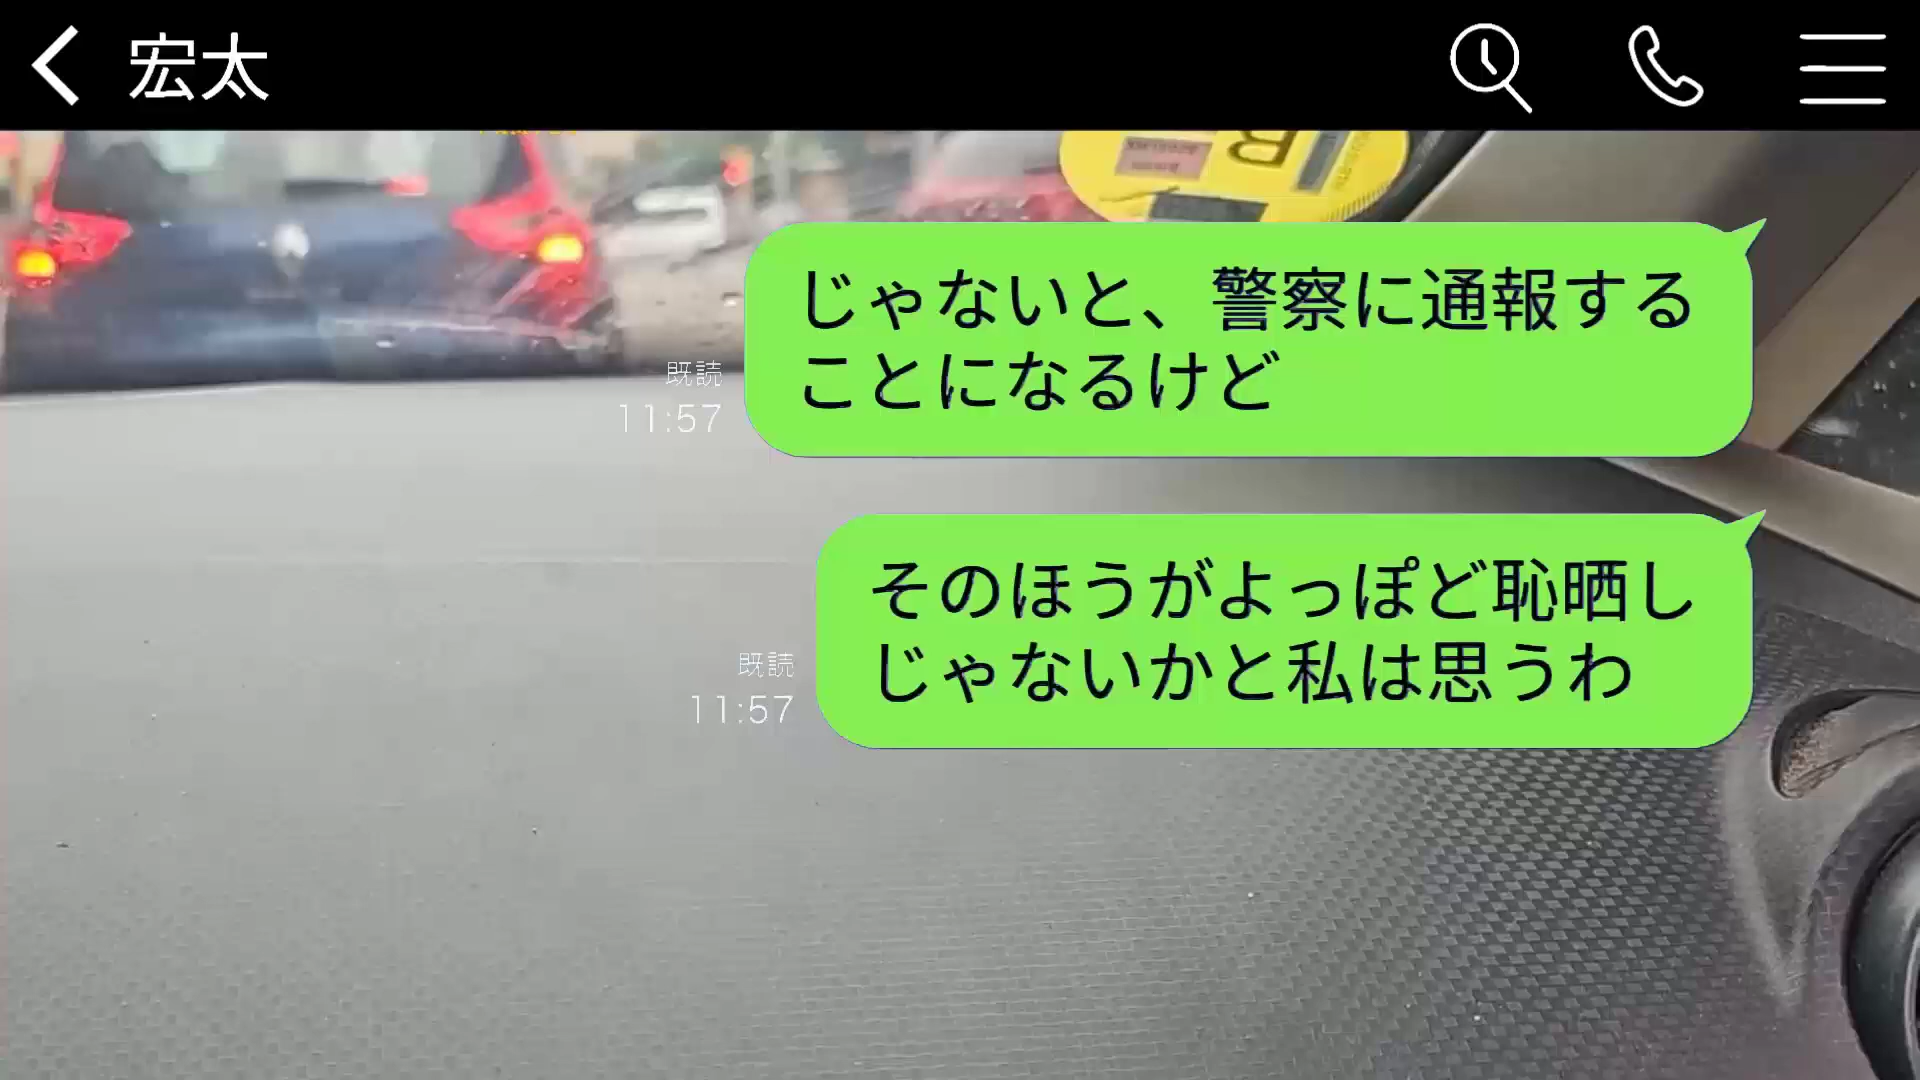 宏太
じゃないと、警察に通報する
ことになるけど
既読
11:57
そのほうがよっぽど恥晒し
じゃないかと私は思うわ
既読
11:57
B